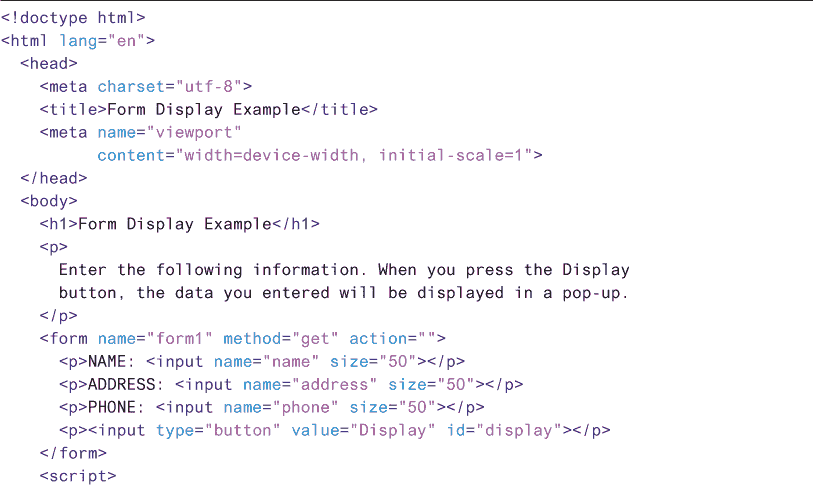 <!doctype html>
<html lang="en">
  <head>
    <meta charset="utf-8">
    <title>Form Display Example</title>
    <meta name="viewport"
          content="width=device-width, initial-scale=1">
  </head>
  <body>
    <h1>Form Display Example</h1>
    <p>
      Enter the following information. When you press the Display
      button, the data you entered will be displayed in a pop-up.
    </p>
    <form name="form1" method="get" action="">
      <p>NAME: <input name="name" size="50"></p>
      <p>ADDRESS: <input name="address" size="50"></p>
      <p>PHONE: <input name="phone" size="50"></p>
      <p><input type="button" value="Display" id="display"></p>
    </form>
    <script>